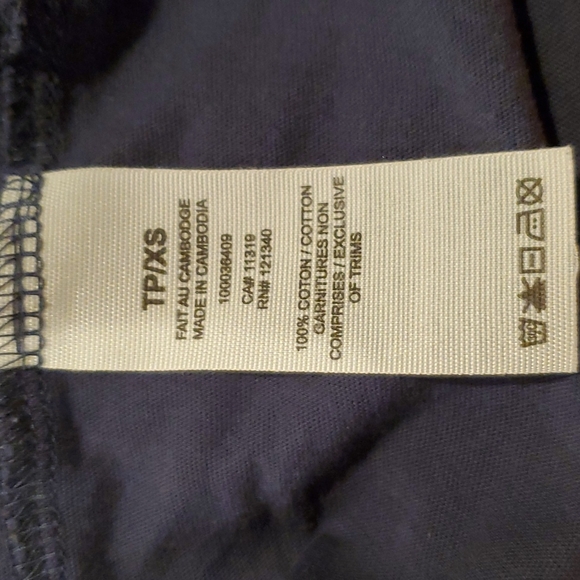 TP/XS
FAIT AU CAMBODGE
MADE IN CAMBODIA
100036409
CA# 11319
RN# 121340
100% COTON / COTTON
GARNITURES NON
COMPRISES / EXCLUSIVE
OF TRIMS